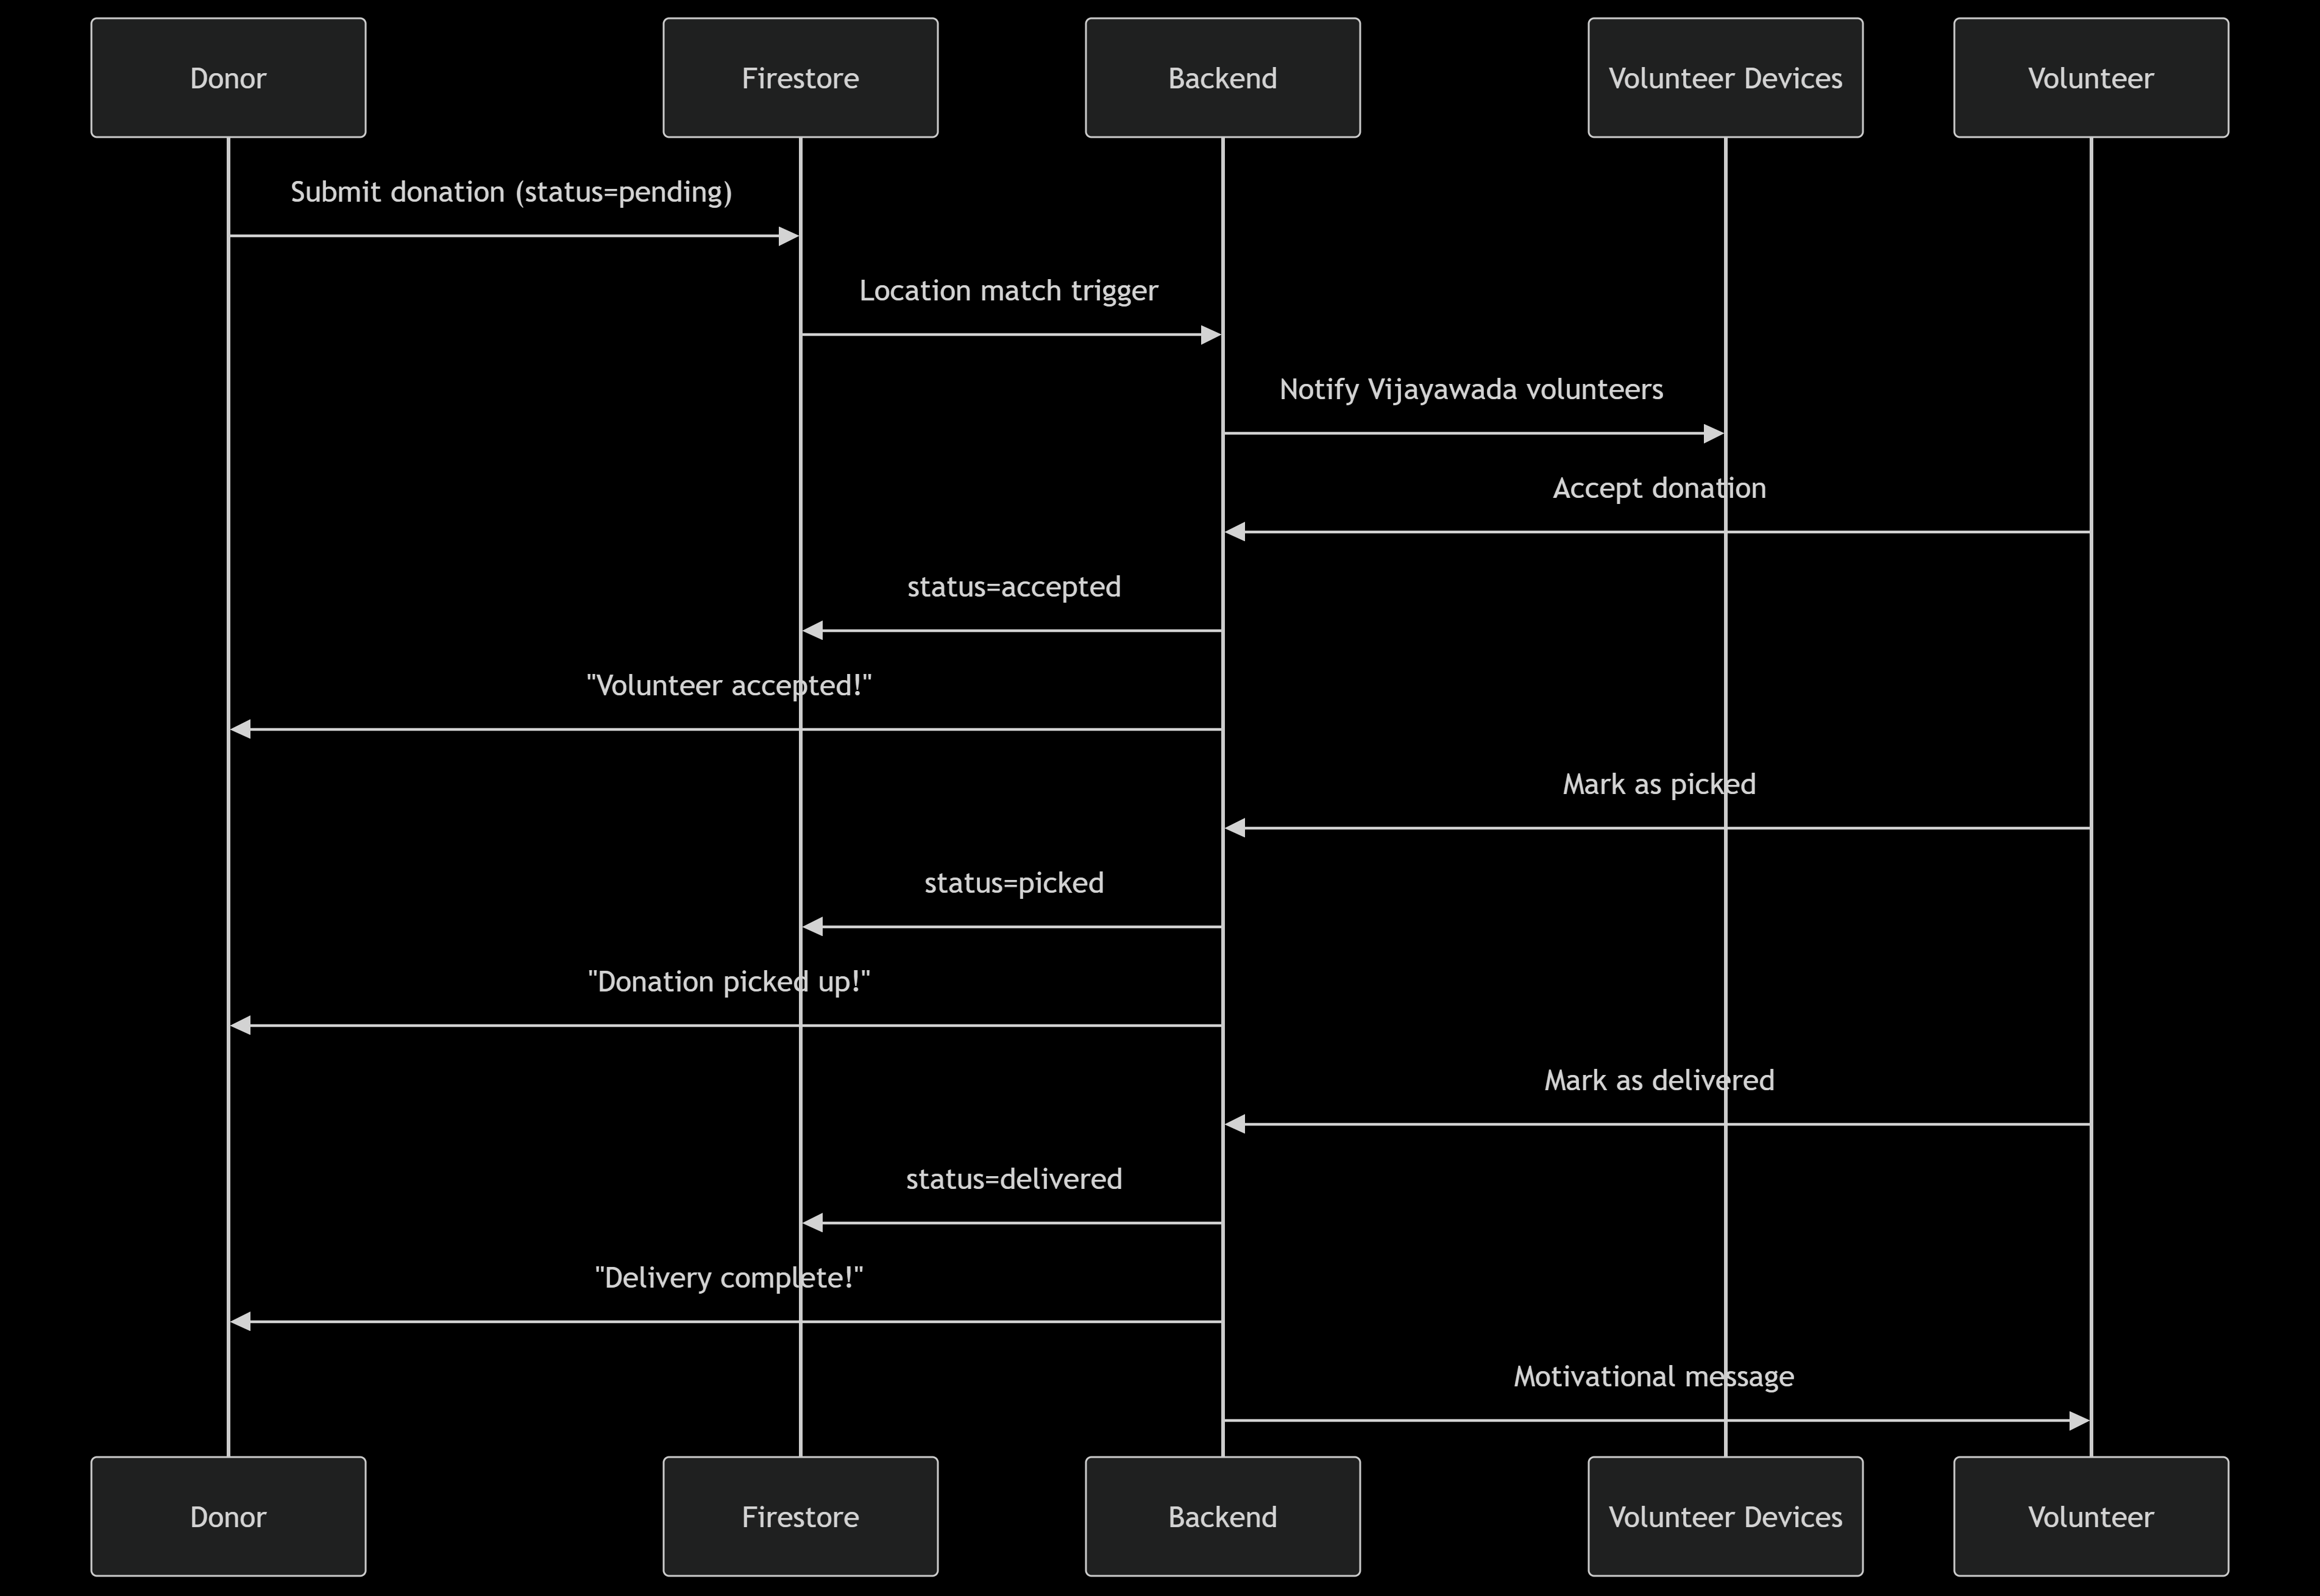 Donor
Firestore
Backend
Volunteer Devices
Volunteer
Submit donation (status=pending)
Location match trigger
Notify Vijayawada volunteers
Accept donation
status=accepted
"Volunteer accepted!"
Mark as picked
status=picked
"Donation picked up!"
Mark as delivered
status=delivered
"Delivery complete!"
Motivational message
Donor
Firestore
Backend
Volunteer Devices
Volunteer